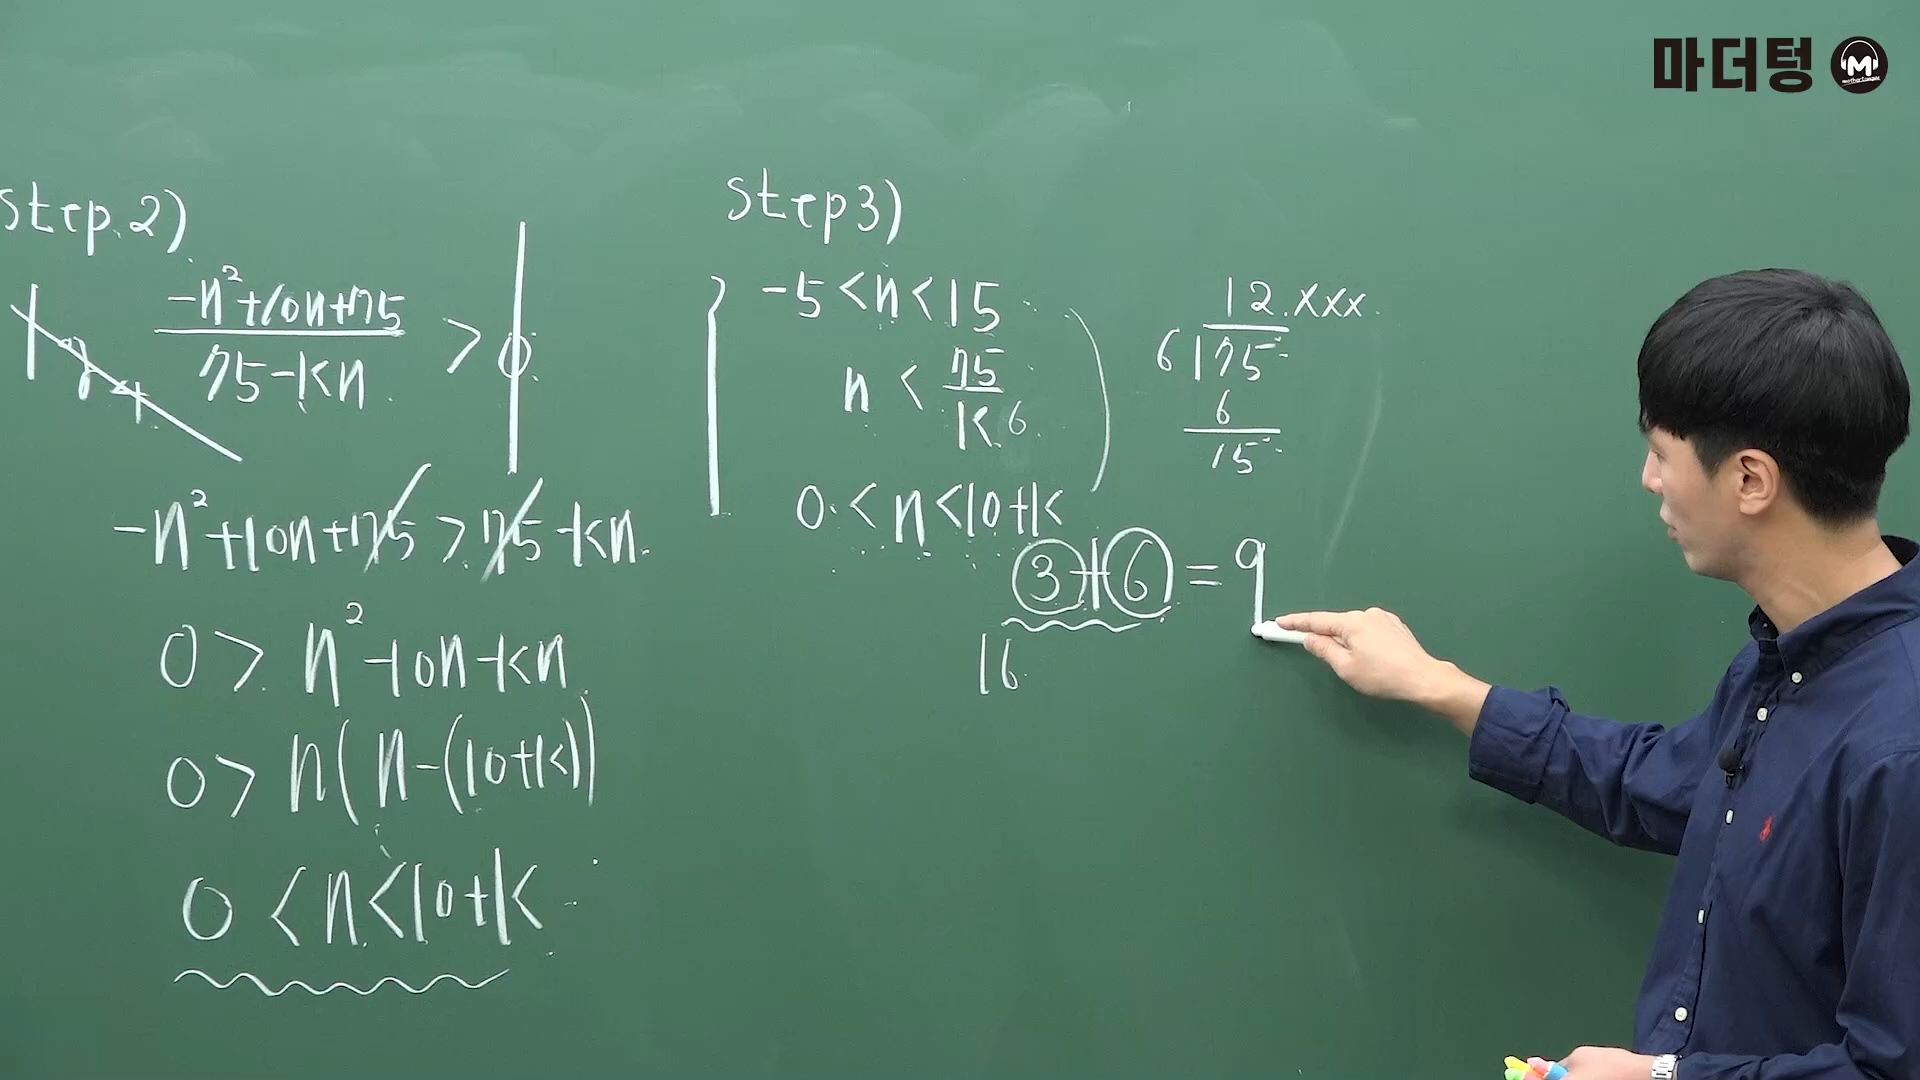 마더텅
Step 2)
-n²+10n+75
75-kn
> 0
-n²+10n+75 > 75-kn
0 > n²-10n-kn
0 > n(n-(10+k))
0 < n < 10+k
Step 3)
-5 < n < 15
n < 75
k 6
0 < n < 10+k
16
3+6 = 9
12.xxx
6 75
6
15